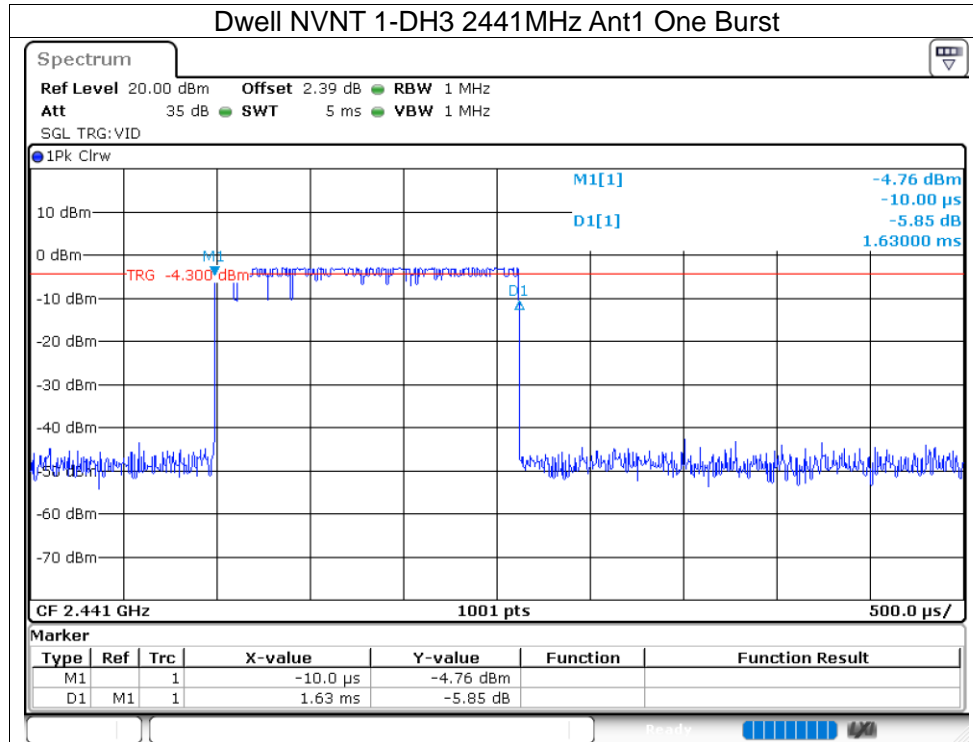 Dwell NVNT 1-DH3 2441MHz Ant1 One Burst
Spectrum
Ref Level 20.00 dBm Offset 2.39 dB RBW 1 MHz
Att 35 dB SWT 5 ms VBW 1 MHz
SGL TRG:VID
1Pk Clrw
M1[1] -4.76 dBm
-10.00 µs
10 dBm
D1[1] -5.85 dB
1.63000 ms
0 dBm
M1
TRG -4.300 dBm
D1
-10 dBm
-20 dBm
-30 dBm
-40 dBm
-50 dBm
-60 dBm
-70 dBm
CF 2.441 GHz 1001 pts 500.0 µs/
Marker
Type Ref Trc X-value Y-value Function Function Result
M1 1 -10.0 µs -4.76 dBm
D1 M1 1 1.63 ms -5.85 dB
Ready LXI